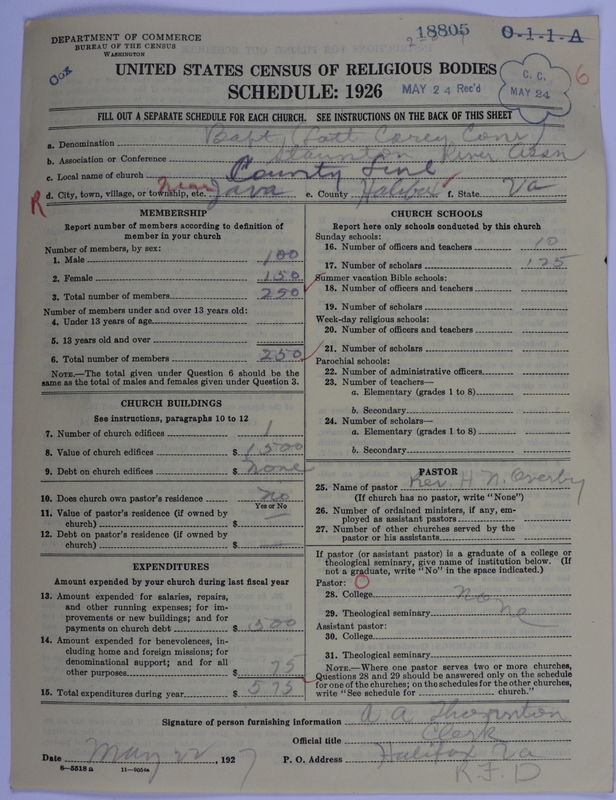 DEPARTMENT OF COMMERCE
BUREAU OF THE CENSUS
WASHINGTON
18805 O-1-1-A
UNITED STATES CENSUS OF RELIGIOUS BODIES
SCHEDULE: 1926
MAY 24 Rec'd
C. C.
MAY 24
6
FILL OUT A SEPARATE SCHEDULE FOR EACH CHURCH. SEE INSTRUCTIONS ON THE BACK OF THIS SHEET
a. Denomination Bapt (Lott Carey Conv)
b. Association or Conference Staunton River Assn
c. Local name of church County Line
R d. City, town, village, or township, etc. Near Java e. County Halifax f. State Va
MEMBERSHIP
Report number of members according to definition of
member in your church
Number of members, by sex:
1. Male 100
2. Female 150
3. Total number of members 250
Number of members under and over 13 years old:
4. Under 13 years of age
5. 13 years old and over
6. Total number of members 250
NOTE.—The total given under Question 6 should be the
same as the total of males and females given under Question 3.
CHURCH BUILDINGS
See instructions, paragraphs 10 to 12
7. Number of church edifices 1
8. Value of church edifices $ 1500
9. Debt on church edifices $ none
10. Does church own pastor's residence no
Yes or No
11. Value of pastor's residence (if owned by
church) $ —
12. Debt on pastor's residence (if owned by
church) $ —
EXPENDITURES
Amount expended by your church during last fiscal year
13. Amount expended for salaries, repairs,
and other running expenses; for im-
provements or new buildings; and for
payments on church debt $ 500
14. Amount expended for benevolences, in-
cluding home and foreign missions; for
denominational support; and for all
other purposes $ 75
15. Total expenditures during year $ 575
CHURCH SCHOOLS
Report here only schools conducted by this church
Sunday schools:
16. Number of officers and teachers 10
17. Number of scholars 125
Summer vacation Bible schools:
18. Number of officers and teachers
19. Number of scholars
Week-day religious schools:
20. Number of officers and teachers
21. Number of scholars
Parochial schools:
22. Number of administrative officers
23. Number of teachers—
a. Elementary (grades 1 to 8)
b. Secondary
24. Number of scholars—
a. Elementary (grades 1 to 8)
b. Secondary
PASTOR
25. Name of pastor Rev. H N. Overby
(If church has no pastor, write "None")
26. Number of ordained ministers, if any, em-
ployed as assistant pastors
27. Number of other churches served by the
pastor or his assistants
If pastor (or assistant pastor) is a graduate of a college or
theological seminary, give name of institution below. (If
not a graduate, write "No" in the space indicated.)
Pastor: O
28. College none
29. Theological seminary
Assistant pastor:
30. College
31. Theological seminary
NOTE.—Where one pastor serves two or more churches,
Questions 28 and 29 should be answered only on the schedule
for one of the churches; on the schedules for the other churches,
write "See schedule for church."
Signature of person furnishing information A A Thornton
Official title Clerk
Date May 22, 1927 P. O. Address Halifax Va
R.F.D
8—5518 a 11—9054a